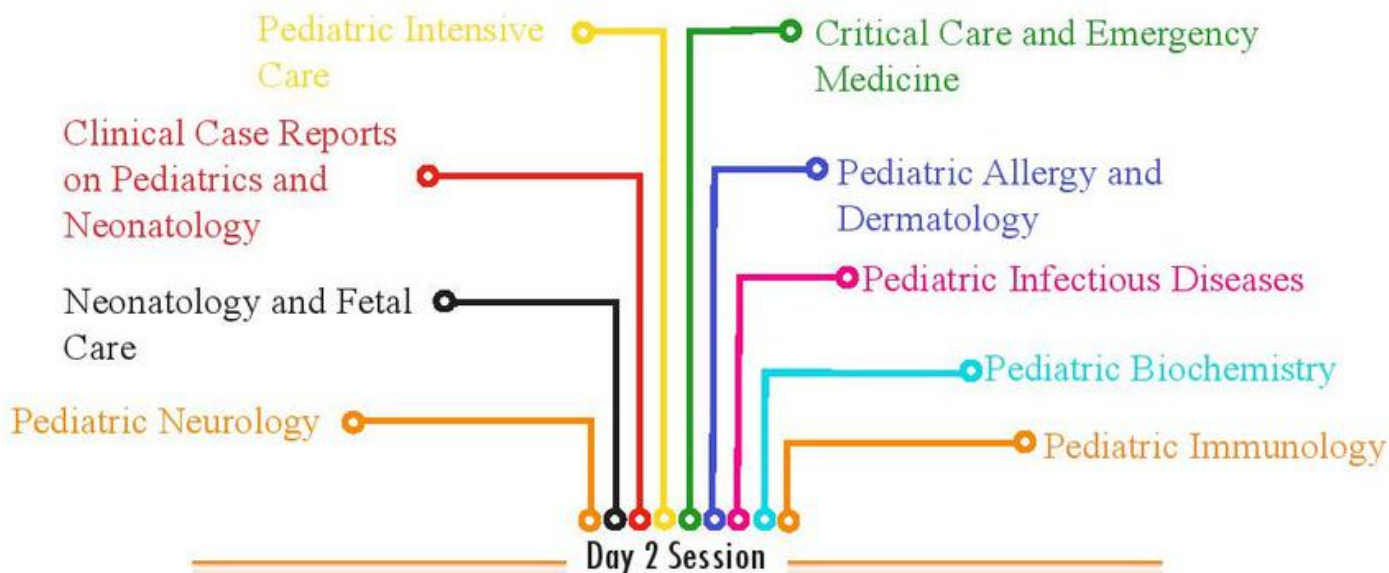 Pediatric Intensive
Care
Clinical Case Reports
on Pediatrics and
Neonatology
Neonatology and Fetal
Care
Pediatric Neurology
Critical Care and Emergency
Medicine
Pediatric Allergy and
Dermatology
Pediatric Infectious Diseases
Pediatric Biochemistry
Pediatric Immunology
Day 2 Session